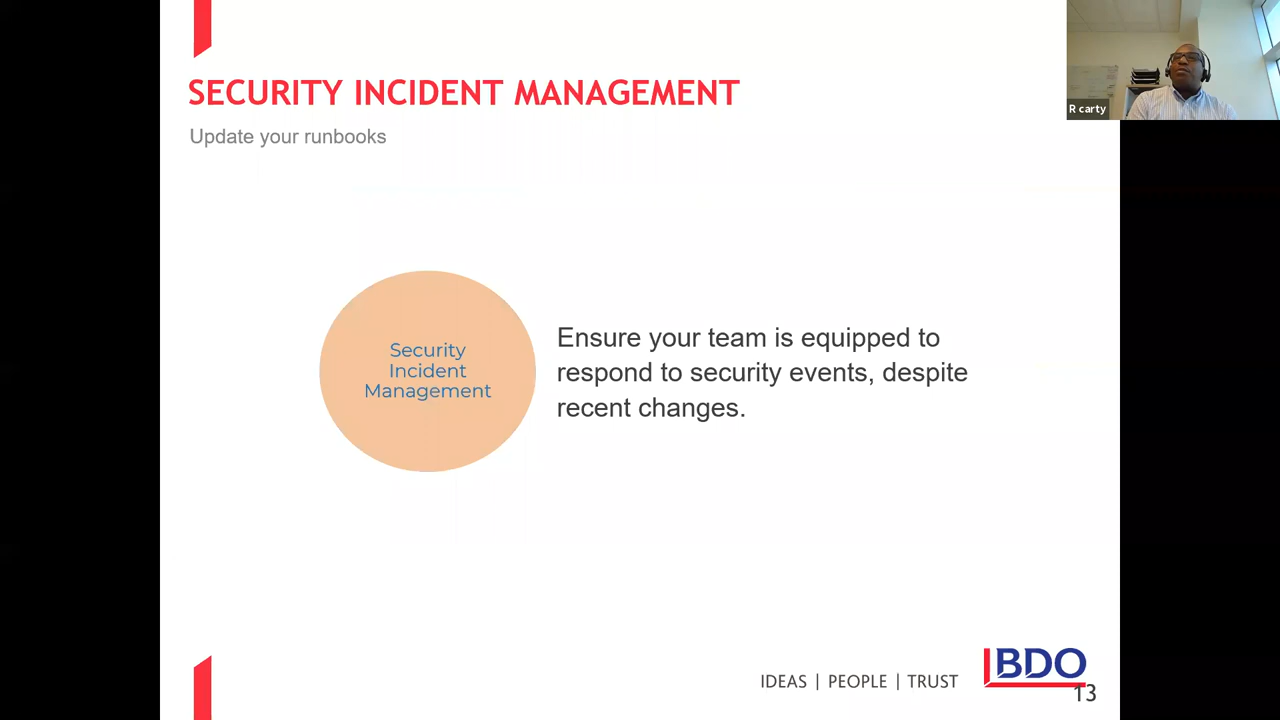 SECURITY INCIDENT MANAGEMENT
Update your runbooks
R carty
Security
Incident
Management
Ensure your team is equipped to
respond to security events, despite
recent changes.
IDEAS | PEOPLE | TRUST
BDO
13